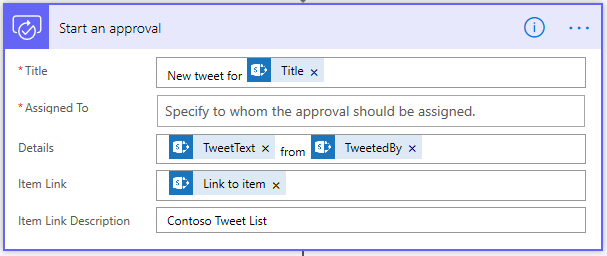 Start an approval
* Title
New tweet for Title ×
* Assigned To
Specify to whom the approval should be assigned.
Details
TweetText × from TweetedBy ×
Item Link
Link to item ×
Item Link Description
Contoso Tweet List